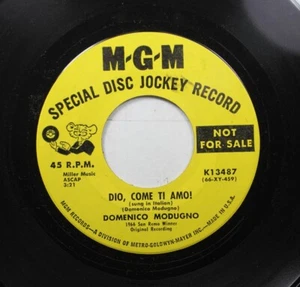 M-G-M
SPECIAL DISC JOCKEY RECORD
NOT
FOR SALE
45 R.P.M.
Miller Music
ASCAP
2:31
K13487
(66-XY-459)
DIO, COME TI AMO!
(sung in Italian)
(Domenico Modugno)
DOMENICO MODUGNO
1966 San Remo Winner
Original Recording
MGM RECORDS—A DIVISION OF METRO-GOLDWYN-MAYER INC.—MADE IN U.S.A.